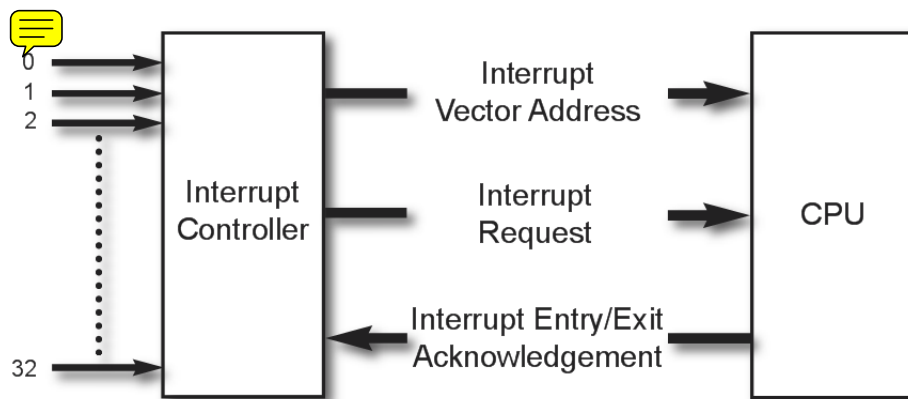 0
1
2
32
Interrupt
Controller
Interrupt
Vector Address
Interrupt
Request
Interrupt Entry/Exit
Acknowledgement
CPU